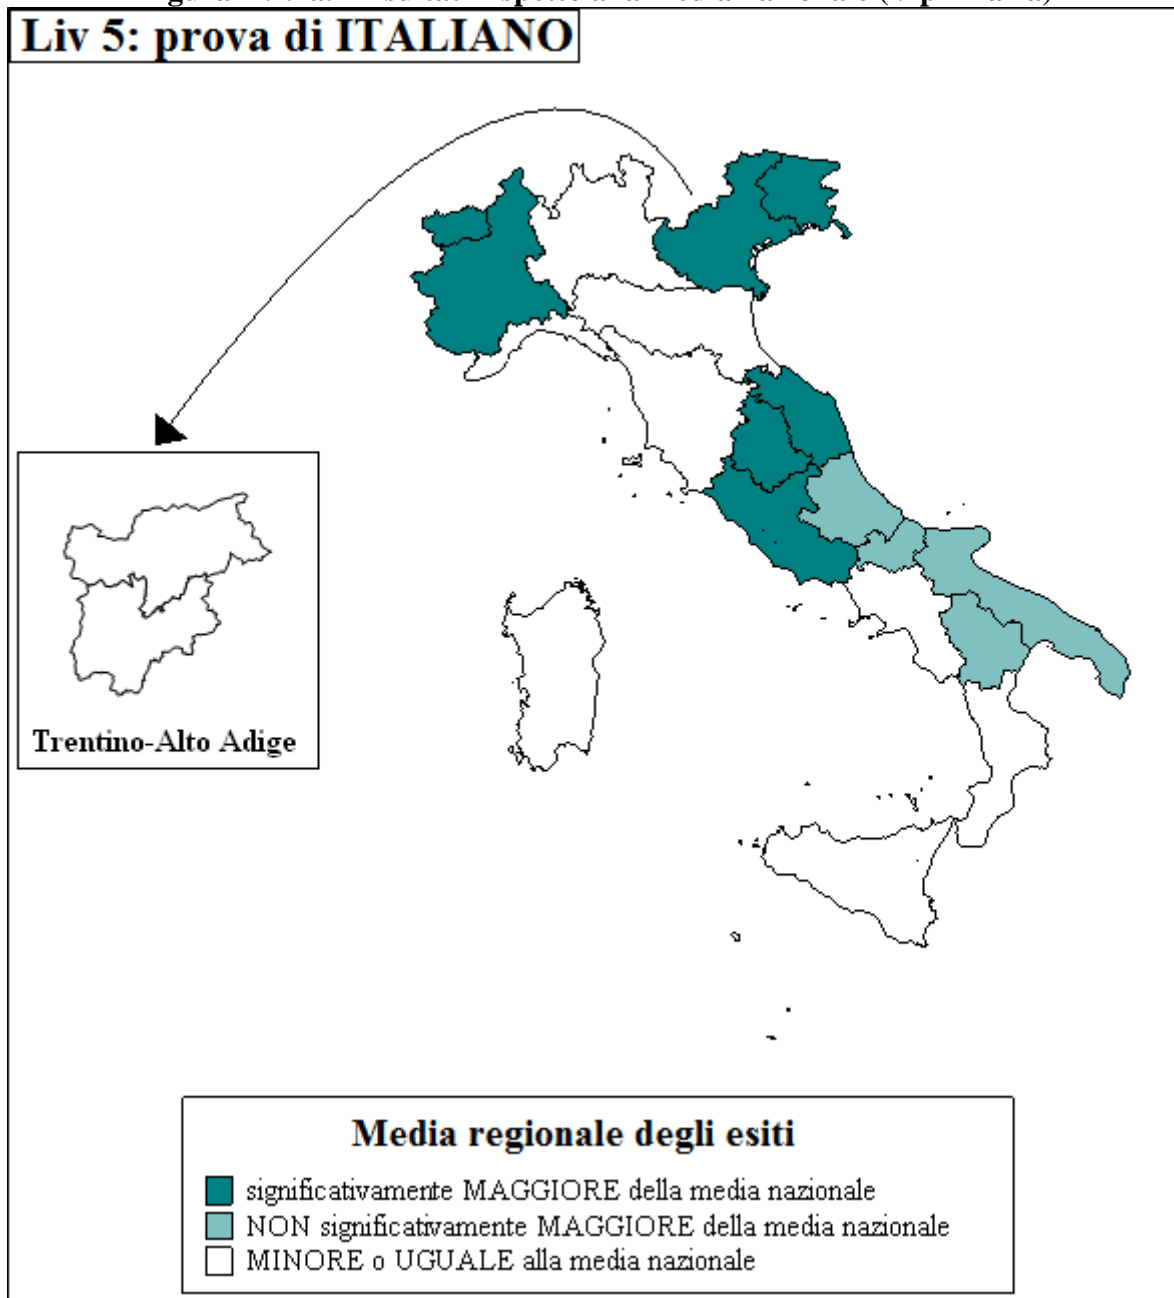 Liv 5: prova di ITALIANO
Trentino-Alto Adige
Media regionale degli esiti
significativamente MAGGIORE della media nazionale
NON significativamente MAGGIORE della media nazionale
MINORE o UGUALE alla media nazionale